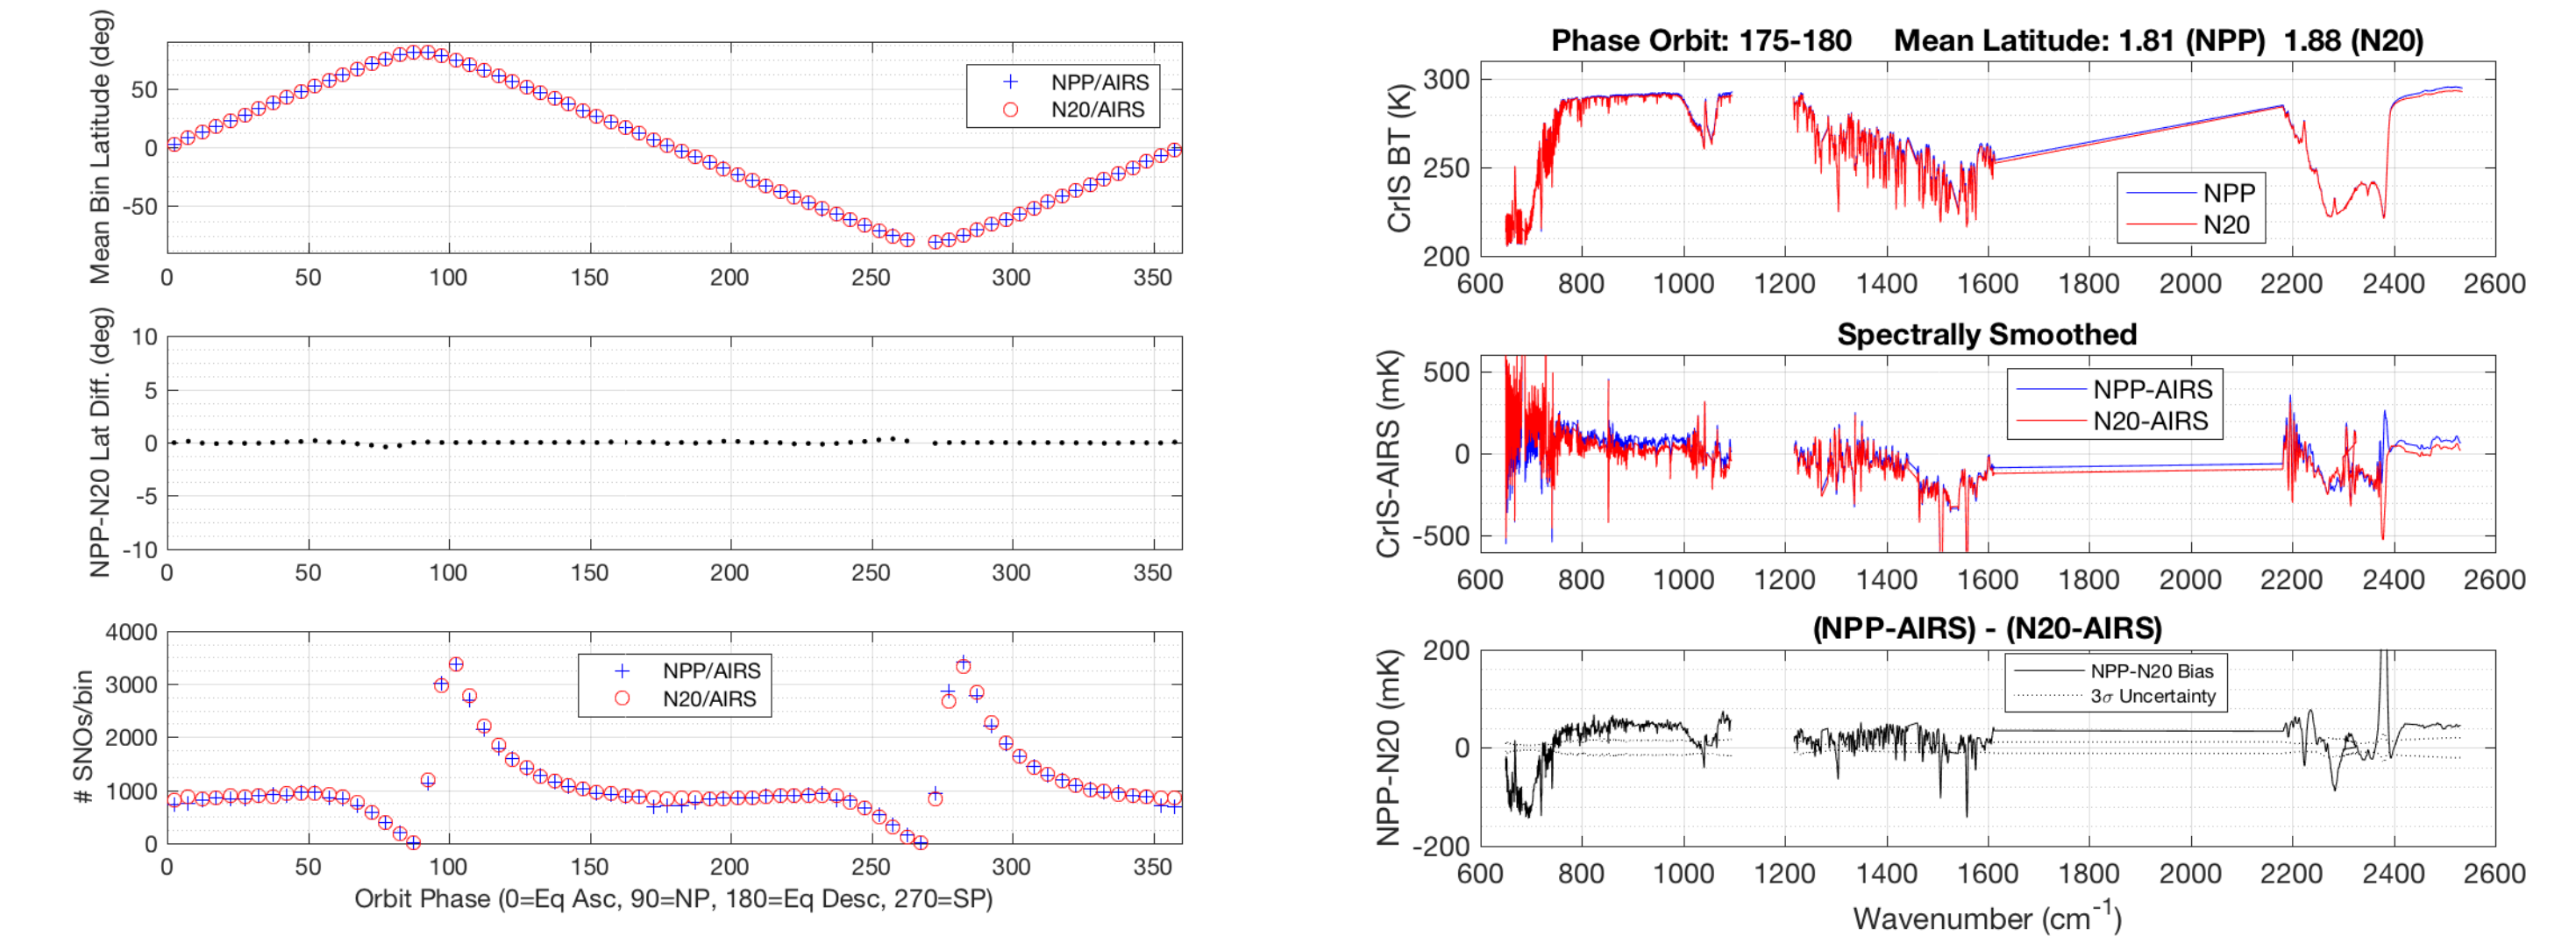 Mean Bin Latitude (deg)
50
0
-50
NPP/AIRS
N20/AIRS
0 50 100 150 200 250 300 350
NPP-N20 Lat Diff. (deg)
10
5
0
-5
-10
0 50 100 150 200 250 300 350
# SNOs/bin
4000
3000
2000
1000
0
NPP/AIRS
N20/AIRS
0 50 100 150 200 250 300 350
Orbit Phase (0=Eq Asc, 90=NP, 180=Eq Desc, 270=SP)
Phase Orbit: 175-180 Mean Latitude: 1.81 (NPP) 1.88 (N20)
CrIS BT (K)
300
250
200
NPP
N20
600 800 1000 1200 1400 1600 1800 2000 2200 2400 2600
Spectrally Smoothed
CrIS-AIRS (mK)
500
0
-500
NPP-AIRS
N20-AIRS
600 800 1000 1200 1400 1600 1800 2000 2200 2400 2600
(NPP-AIRS) - (N20-AIRS)
NPP-N20 (mK)
200
0
-200
NPP-N20 Bias
3σ Uncertainty
600 800 1000 1200 1400 1600 1800 2000 2200 2400 2600
Wavenumber (cm⁻¹)